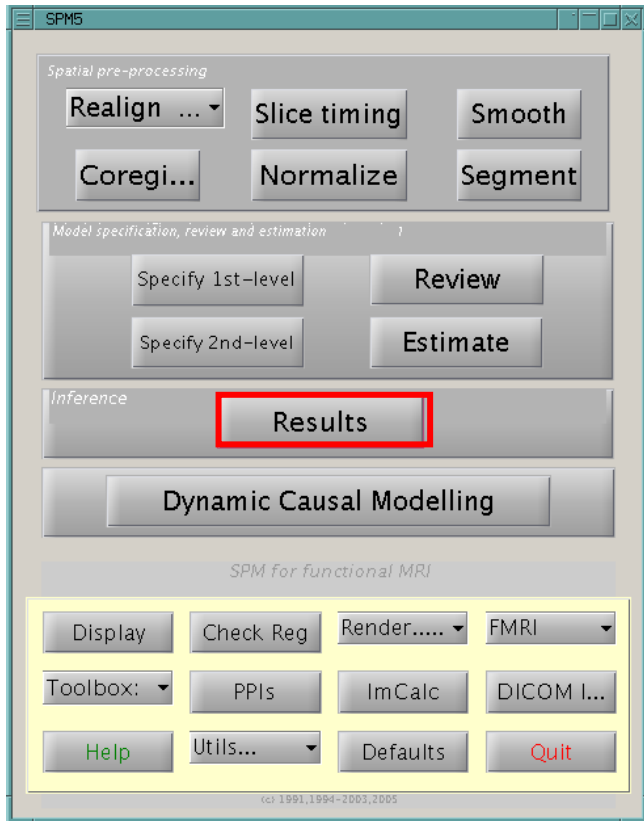 SPM5
Spatial pre-processing
Realign ... Slice timing Smooth
Coregi... Normalize Segment
Model specification, review and estimation
Specify 1st-level Review
Specify 2nd-level Estimate
Inference
Results
Dynamic Causal Modelling
SPM for functional MRI
Display Check Reg Render..... FMRI
Toolbox: PPIs ImCalc DICOM I...
Help Utils... Defaults Quit
(c) 1991,1994-2003,2005